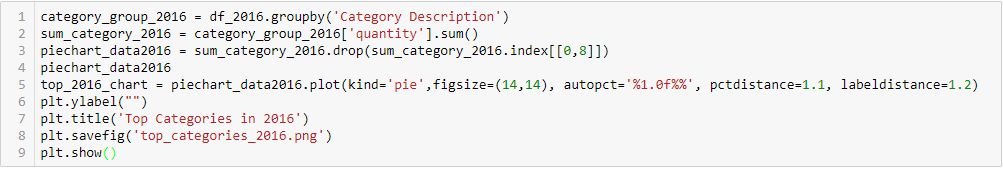 1 category_group_2016 = df_2016.groupby('Category Description')
2 sum_category_2016 = category_group_2016['quantity'].sum()
3 piechart_data2016 = sum_category_2016.drop(sum_category_2016.index[[0,8]])
4 piechart_data2016
5 top_2016_chart = piechart_data2016.plot(kind='pie',figsize=(14,14), autopct='%1.0f%%', pctdistance=1.1, labeldistance=1.2)
6 plt.ylabel("")
7 plt.title('Top Categories in 2016')
8 plt.savefig('top_categories_2016.png')
9 plt.show()